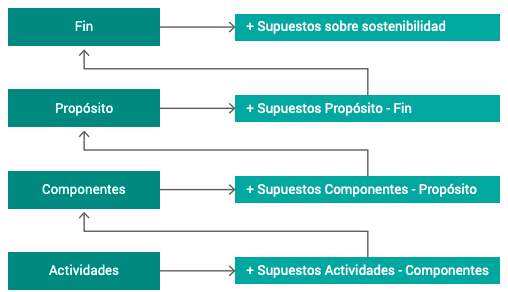 Fin
+ Supuestos sobre sostenibilidad
Propósito
+ Supuestos Propósito - Fin
Componentes
+ Supuestos Componentes - Propósito
Actividades
+ Supuestos Actividades - Componentes